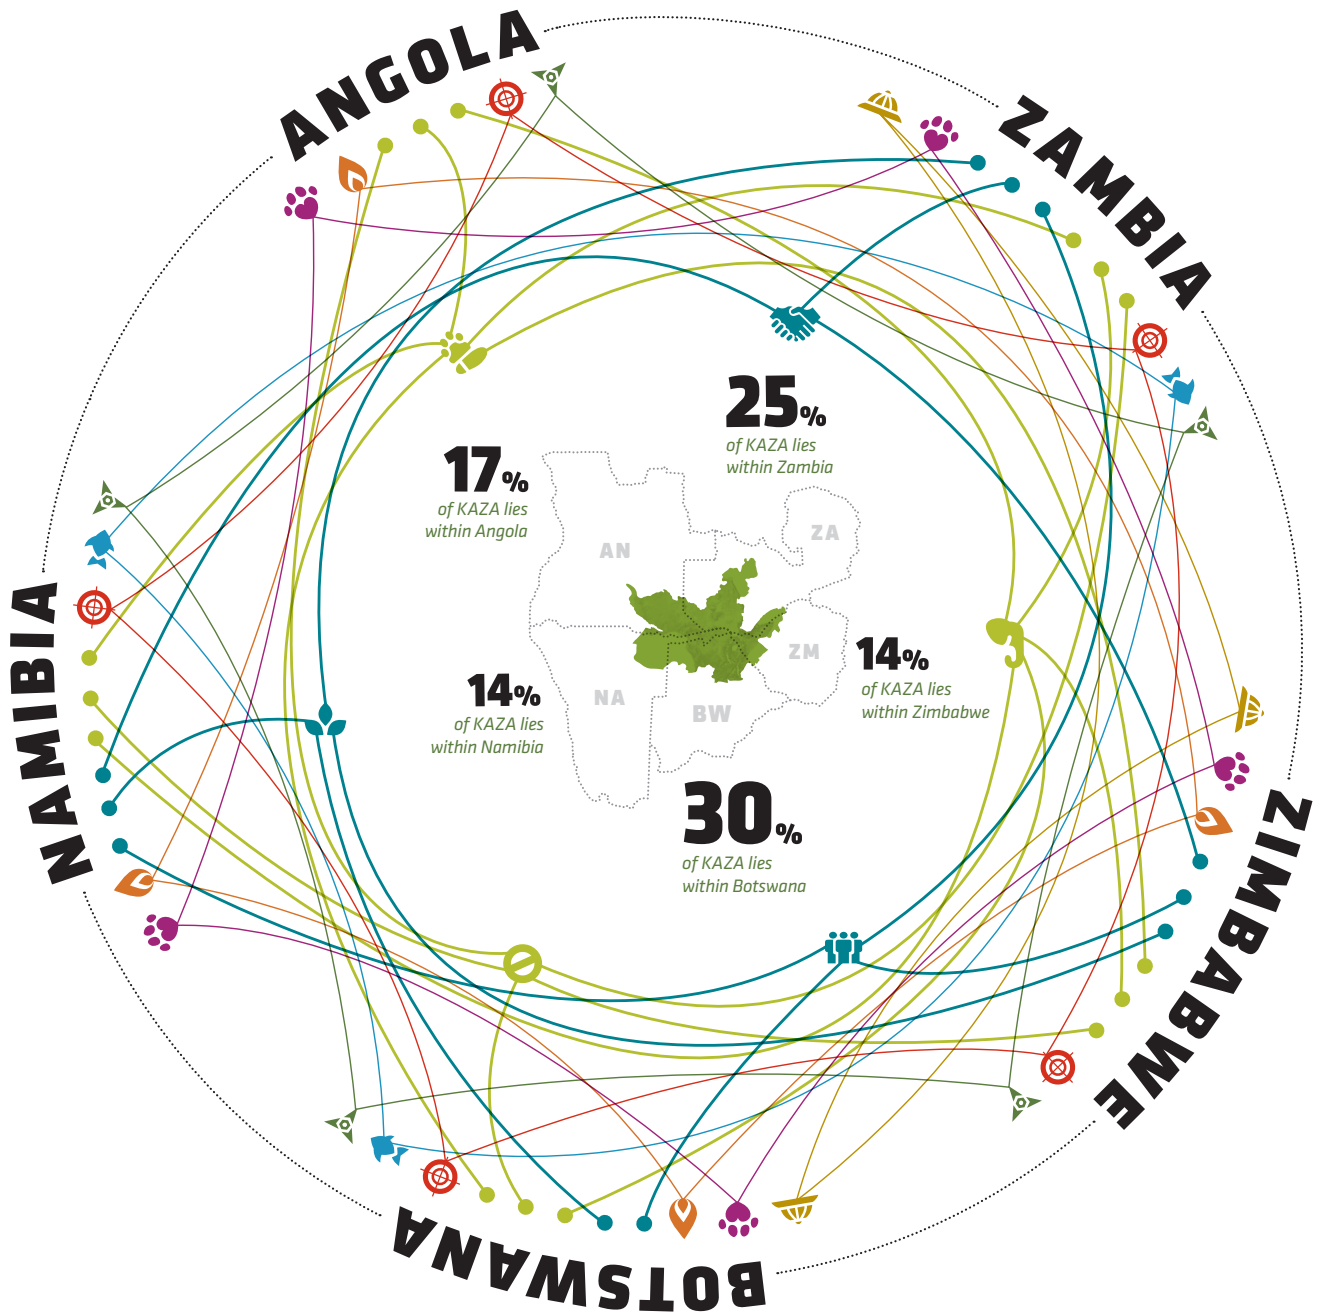 ANGOLA
ZAMBIA
25%
of KAZA lies
within Zambia
17%
of KAZA lies
within Angola
ZA
AN
NAMIBIA
ZM
14%
of KAZA lies
within Zimbabwe
14%
of KAZA lies
within Namibia
NA
BW
30%
of KAZA lies
within Botswana
ZIMBABWE
BOTSWANA